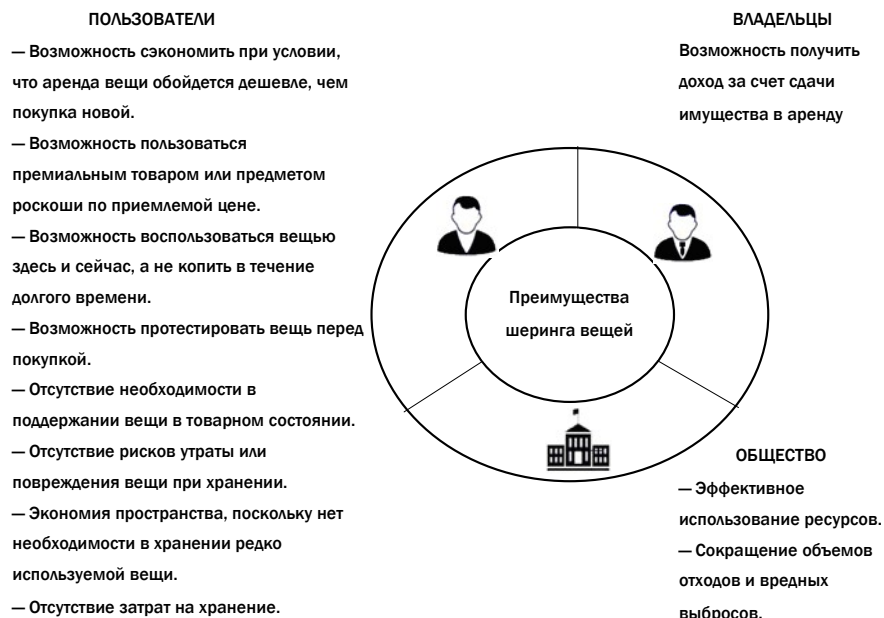 ПОЛЬЗОВАТЕЛИ
— Возможность сэкономить при условии,
что аренда вещи обойдется дешевле, чем
покупка новой.
— Возможность пользоваться
премиальным товаром или предметом
роскоши по приемлемой цене.
— Возможность воспользоваться вещью
здесь и сейчас, а не копить в течение
долгого времени.
— Возможность протестировать вещь перед
покупкой.
— Отсутствие необходимости в
поддержании вещи в товарном состоянии.
— Отсутствие рисков утраты или
повреждения вещи при хранении.
— Экономия пространства, поскольку нет
необходимости в хранении редко
используемой вещи.
— Отсутствие затрат на хранение.
ВЛАДЕЛЬЦЫ
Возможность получить
доход за счет сдачи
имущества в аренду
Преимущества
шеринга вещей
ОБЩЕСТВО
— Эффективное
использование ресурсов.
— Сокращение объемов
отходов и вредных
выбросов.